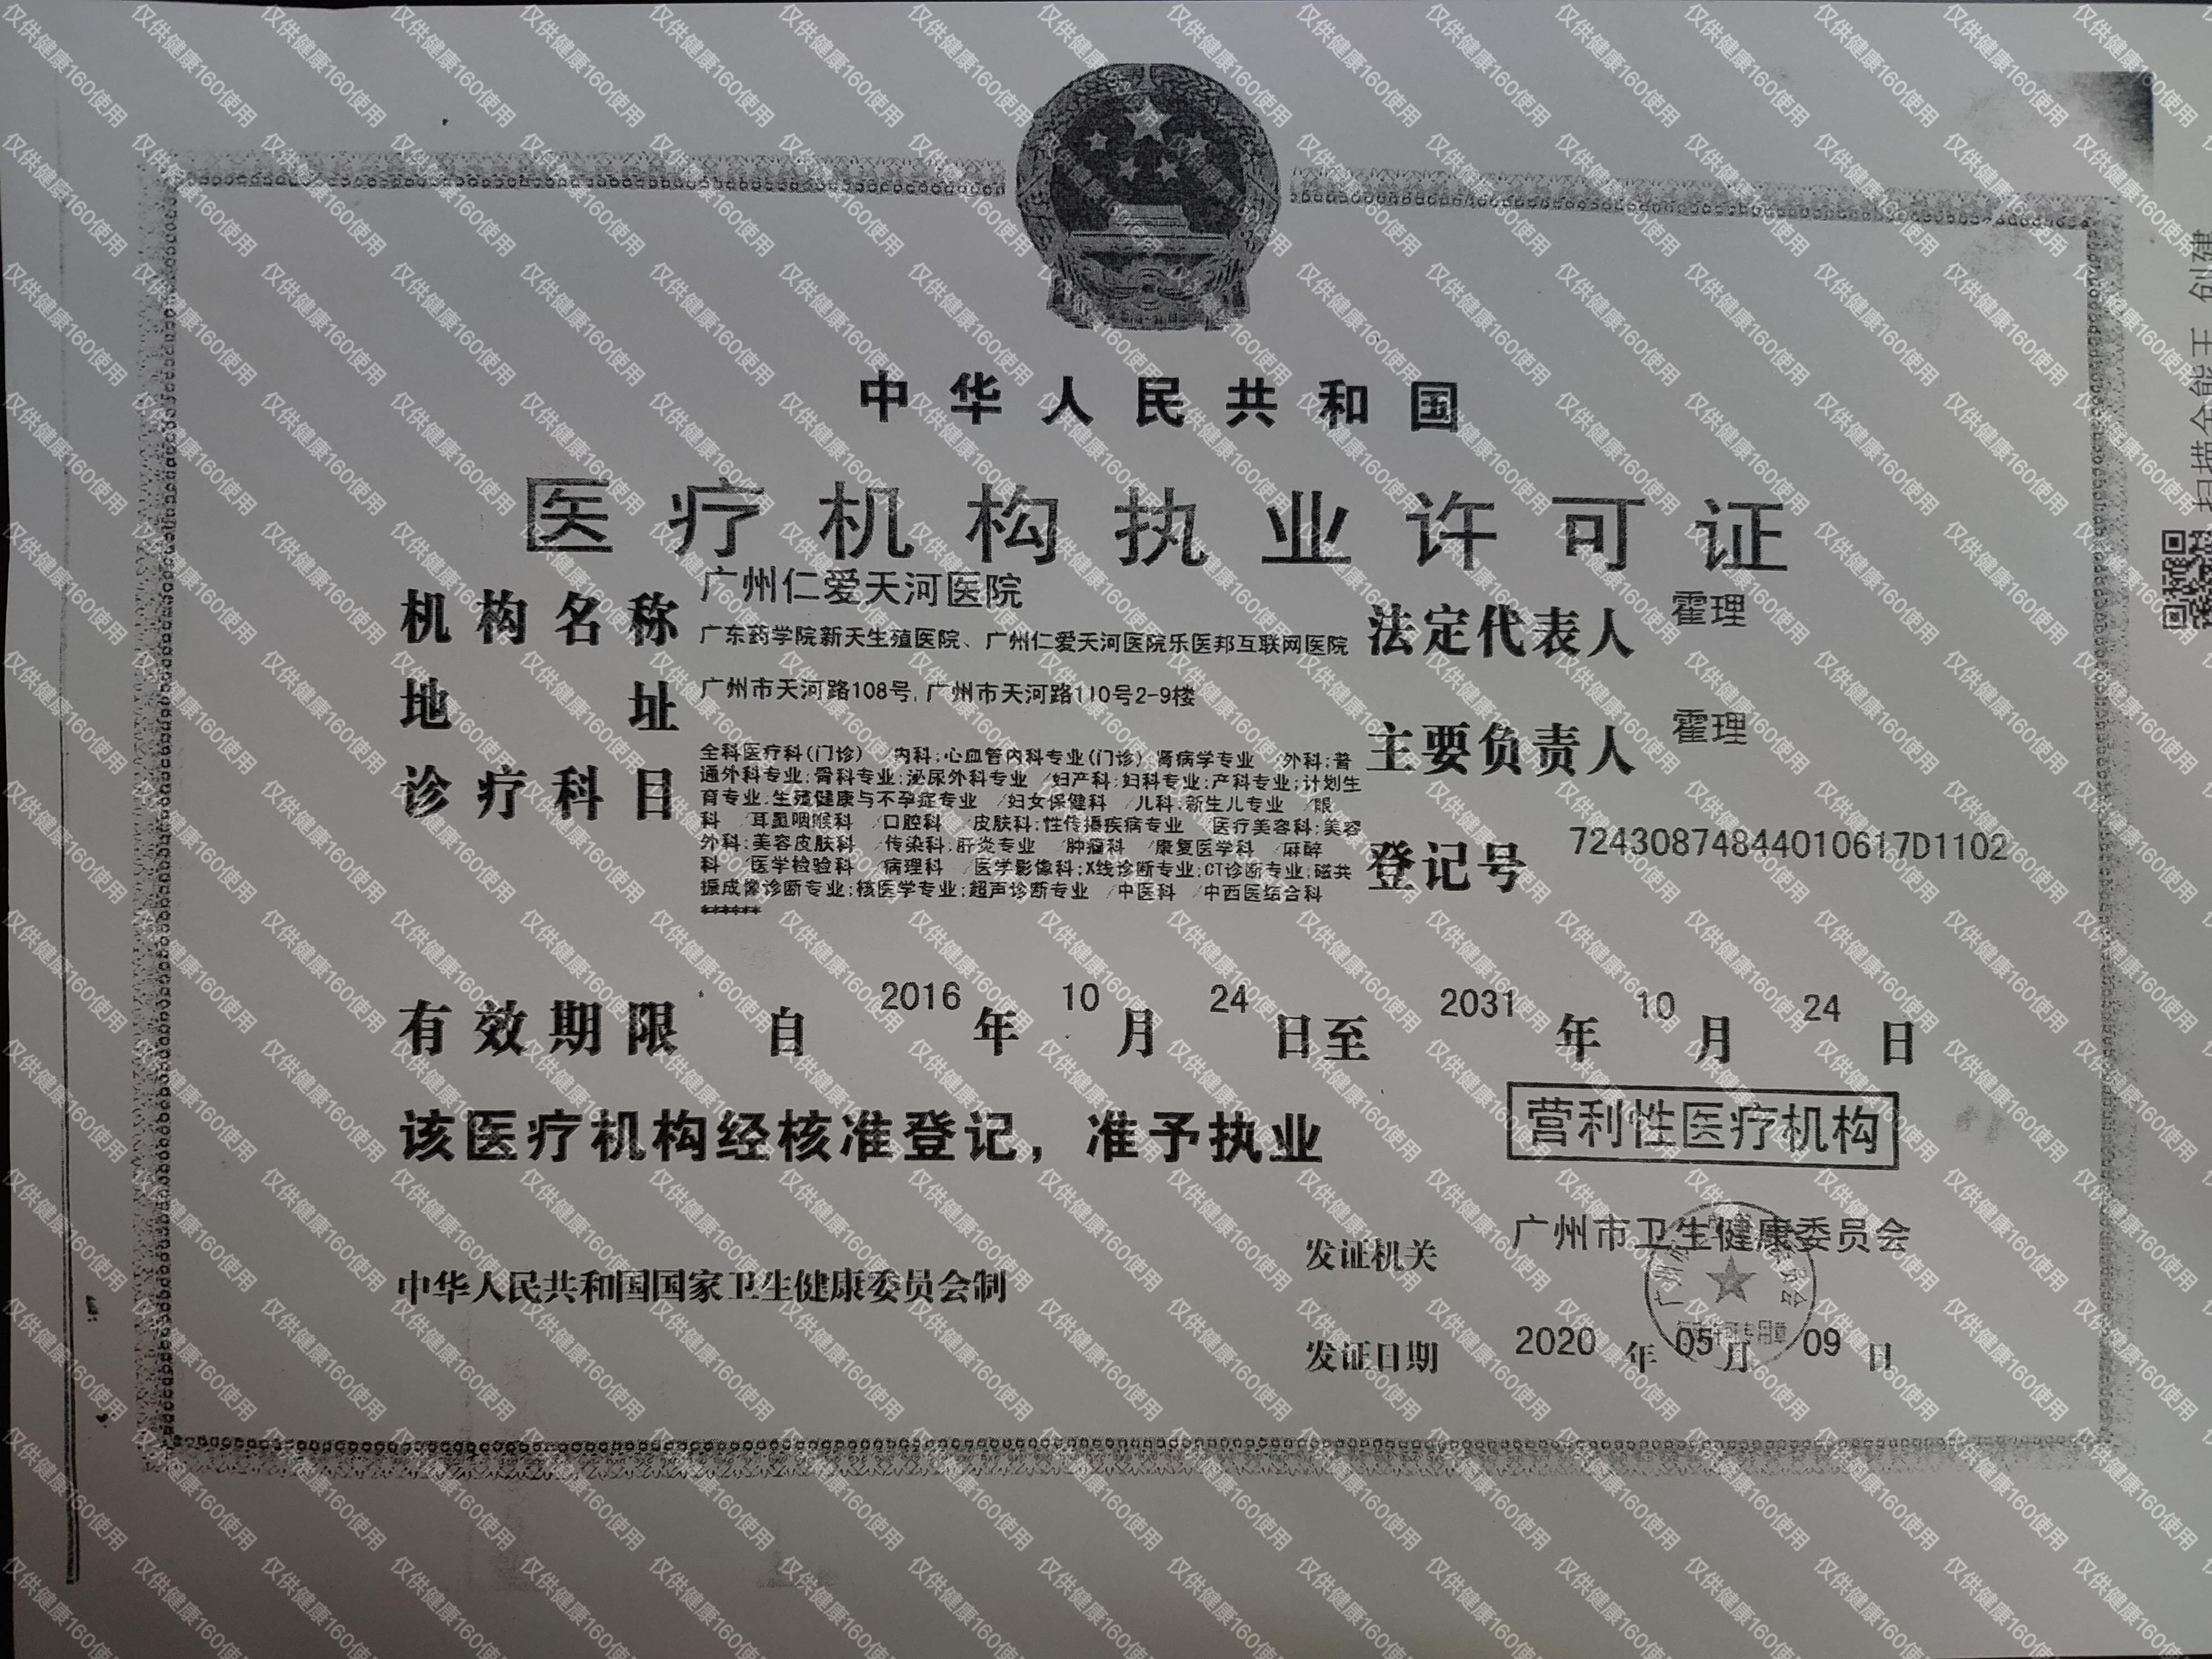 中华人民共和国
医疗机构执业许可证
机构名称 广州仁爱天河医院
广东药学院新天生殖医院、广州仁爱天河医院乐医邦互联网医院
法定代表人 霍理
地址 广州市天河路108号,广州市天河路110号2-9楼
主要负责人 霍理
诊疗科目 全科医疗科(门诊) /内科;心血管内科专业(门诊);肾病学专业 /外科;普
通外科专业;骨科专业;泌尿外科专业 /妇产科;妇科专业;产科专业;计划生
育专业;生殖健康与不孕症专业 /妇女保健科 /儿科;新生儿专业 /眼
科 /耳鼻咽喉科 /口腔科 /皮肤科;性传播疾病专业 /医疗美容科;美容
外科;美容皮肤科 /传染科;肝炎专业 /肿瘤科 /康复医学科 /麻醉
科 /医学检验科 /病理科 /医学影像科;X线诊断专业;CT诊断专业;磁共
振成像诊断专业;核医学专业;超声诊断专业 /中医科 /中西医结合科
******
登记号 72430874844010617D1102
有效期限 自 2016 年 10 月 24 日至 2031 年 10 月 24 日
该医疗机构经核准登记，准予执业
营利性医疗机构
发证机关 广州市卫生健康委员会
中华人民共和国国家卫生健康委员会制
发证日期 2020 年 05 月 09 日
扫描全能王 创建
仅供健康160使用